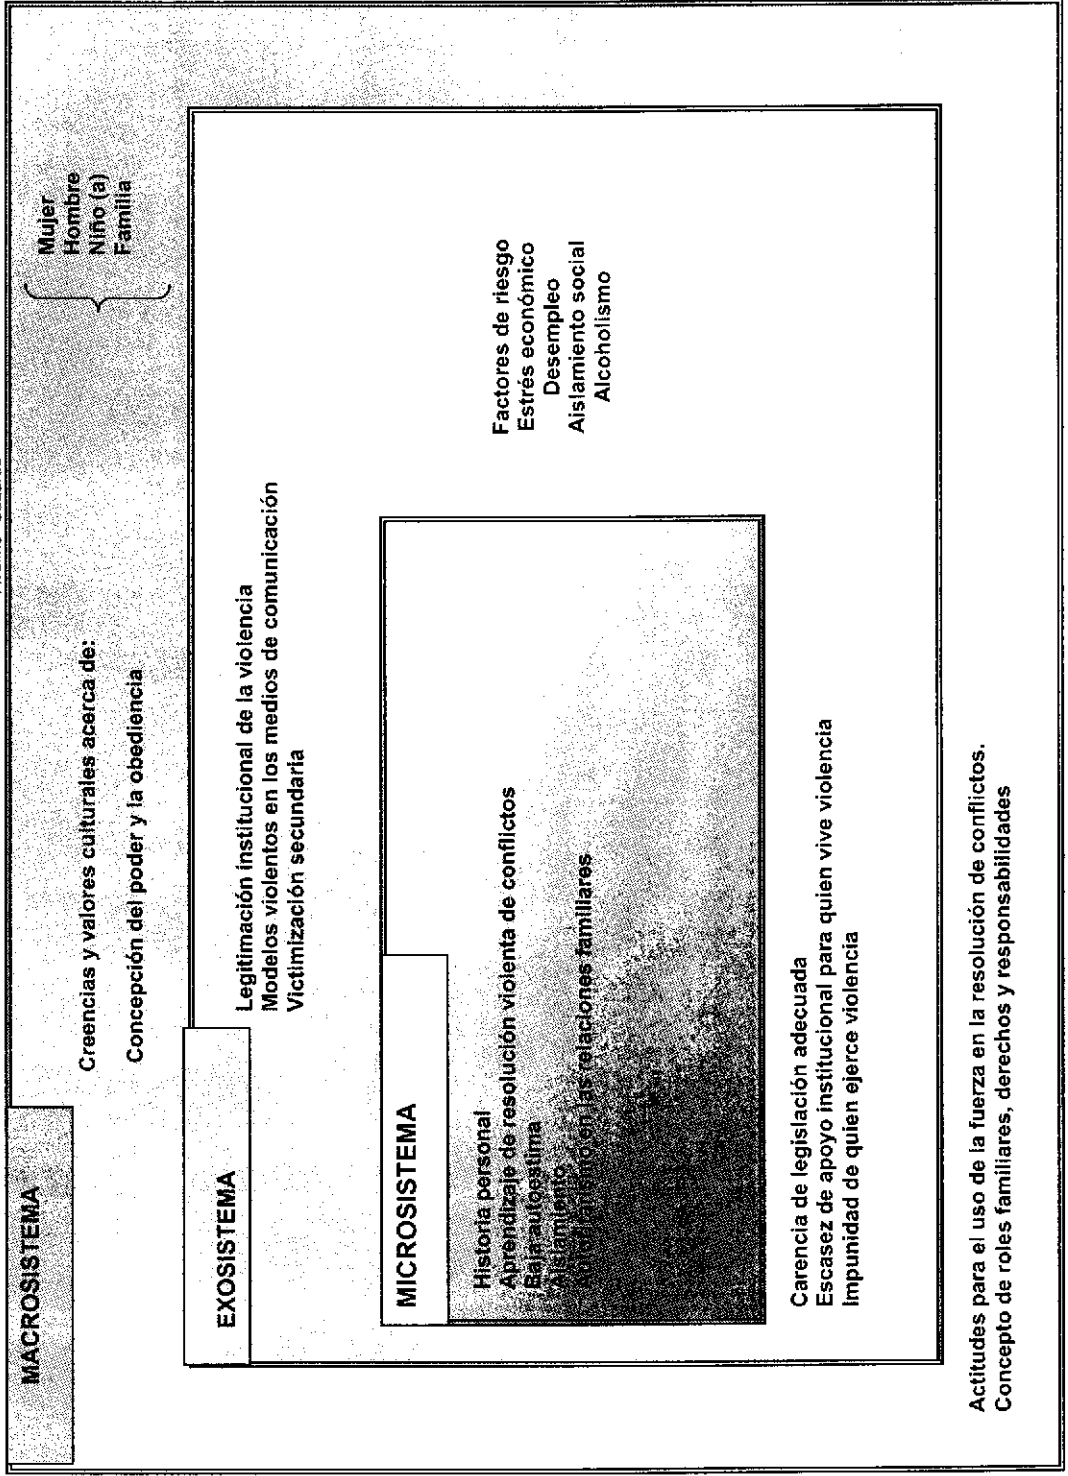 MACROSISTEMA
Creencias y valores culturales acerca de:
Mujer
Hombre
Niño (a)
Familia
Concepción del poder y la obediencia
EXOSISTEMA
Legitimación institucional de la violencia
Modelos violentos en los medios de comunicación
Victimización secundaria
MICROSISTEMA
Historia personal
Aprendizaje de resolución violenta de conflictos
Baja autoestima
Aislamiento
Autoritarismo en las relaciones familiares
Factores de riesgo
Estrés económico
Desempleo
Aislamiento social
Alcoholismo
Carencia de legislación adecuada
Escasez de apoyo institucional para quien vive violencia
Impunidad de quien ejerce violencia
Actitudes para el uso de la fuerza en la resolución de conflictos.
Concepto de roles familiares, derechos y responsabilidades